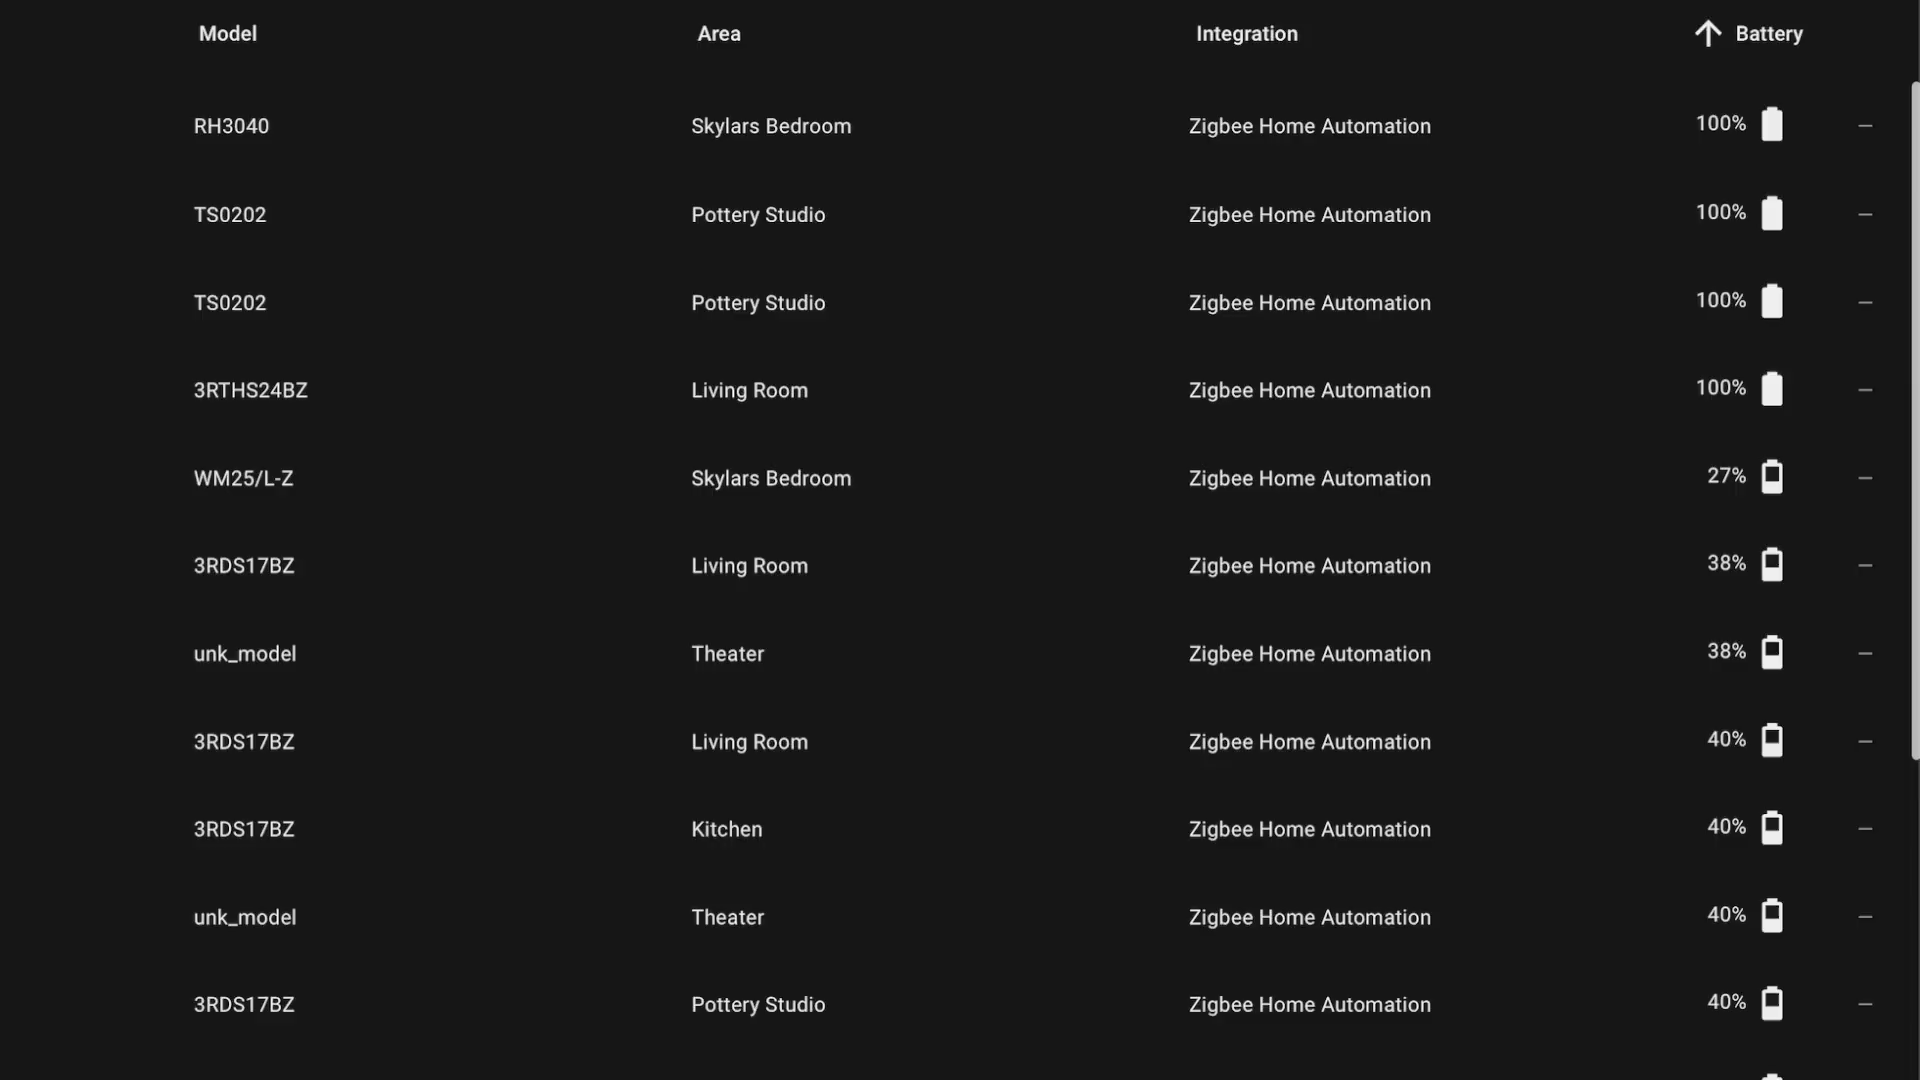 Model Area Integration Battery
RH3040 Skylars Bedroom Zigbee Home Automation 100% –
TS0202 Pottery Studio Zigbee Home Automation 100% –
TS0202 Pottery Studio Zigbee Home Automation 100% –
3RTHS24BZ Living Room Zigbee Home Automation 100% –
WM25/L-Z Skylars Bedroom Zigbee Home Automation 27% –
3RDS17BZ Living Room Zigbee Home Automation 38% –
unk_model Theater Zigbee Home Automation 38% –
3RDS17BZ Living Room Zigbee Home Automation 40% –
3RDS17BZ Kitchen Zigbee Home Automation 40% –
unk_model Theater Zigbee Home Automation 40% –
3RDS17BZ Pottery Studio Zigbee Home Automation 40% –